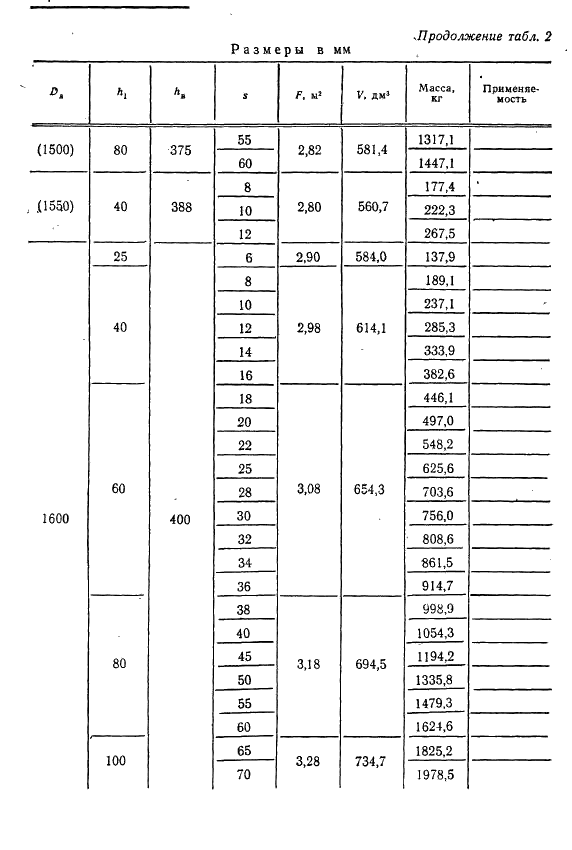 Продолжение табл. 2
Размеры в мм
Dв h1 hв s F, м² V, дм³ Масса, кг Применяемость
(1500) 80 375 55 2,82 581,4 1317,1
60 1447,1
(1550) 40 388 8 2,80 560,7 177,4
10 222,3
12 267,5
1600 25 400 6 2,90 584,0 137,9
40 8 2,98 614,1 189,1
10 237,1
12 285,3
14 333,9
16 382,6
60 18 3,08 654,3 446,1
20 497,0
22 548,2
25 625,6
28 703,6
30 756,0
32 808,6
34 861,5
36 914,7
80 38 3,18 694,5 998,9
40 1054,3
45 1194,2
50 1335,8
55 1479,3
60 1624,6
100 65 3,28 734,7 1825,2
70 1978,5